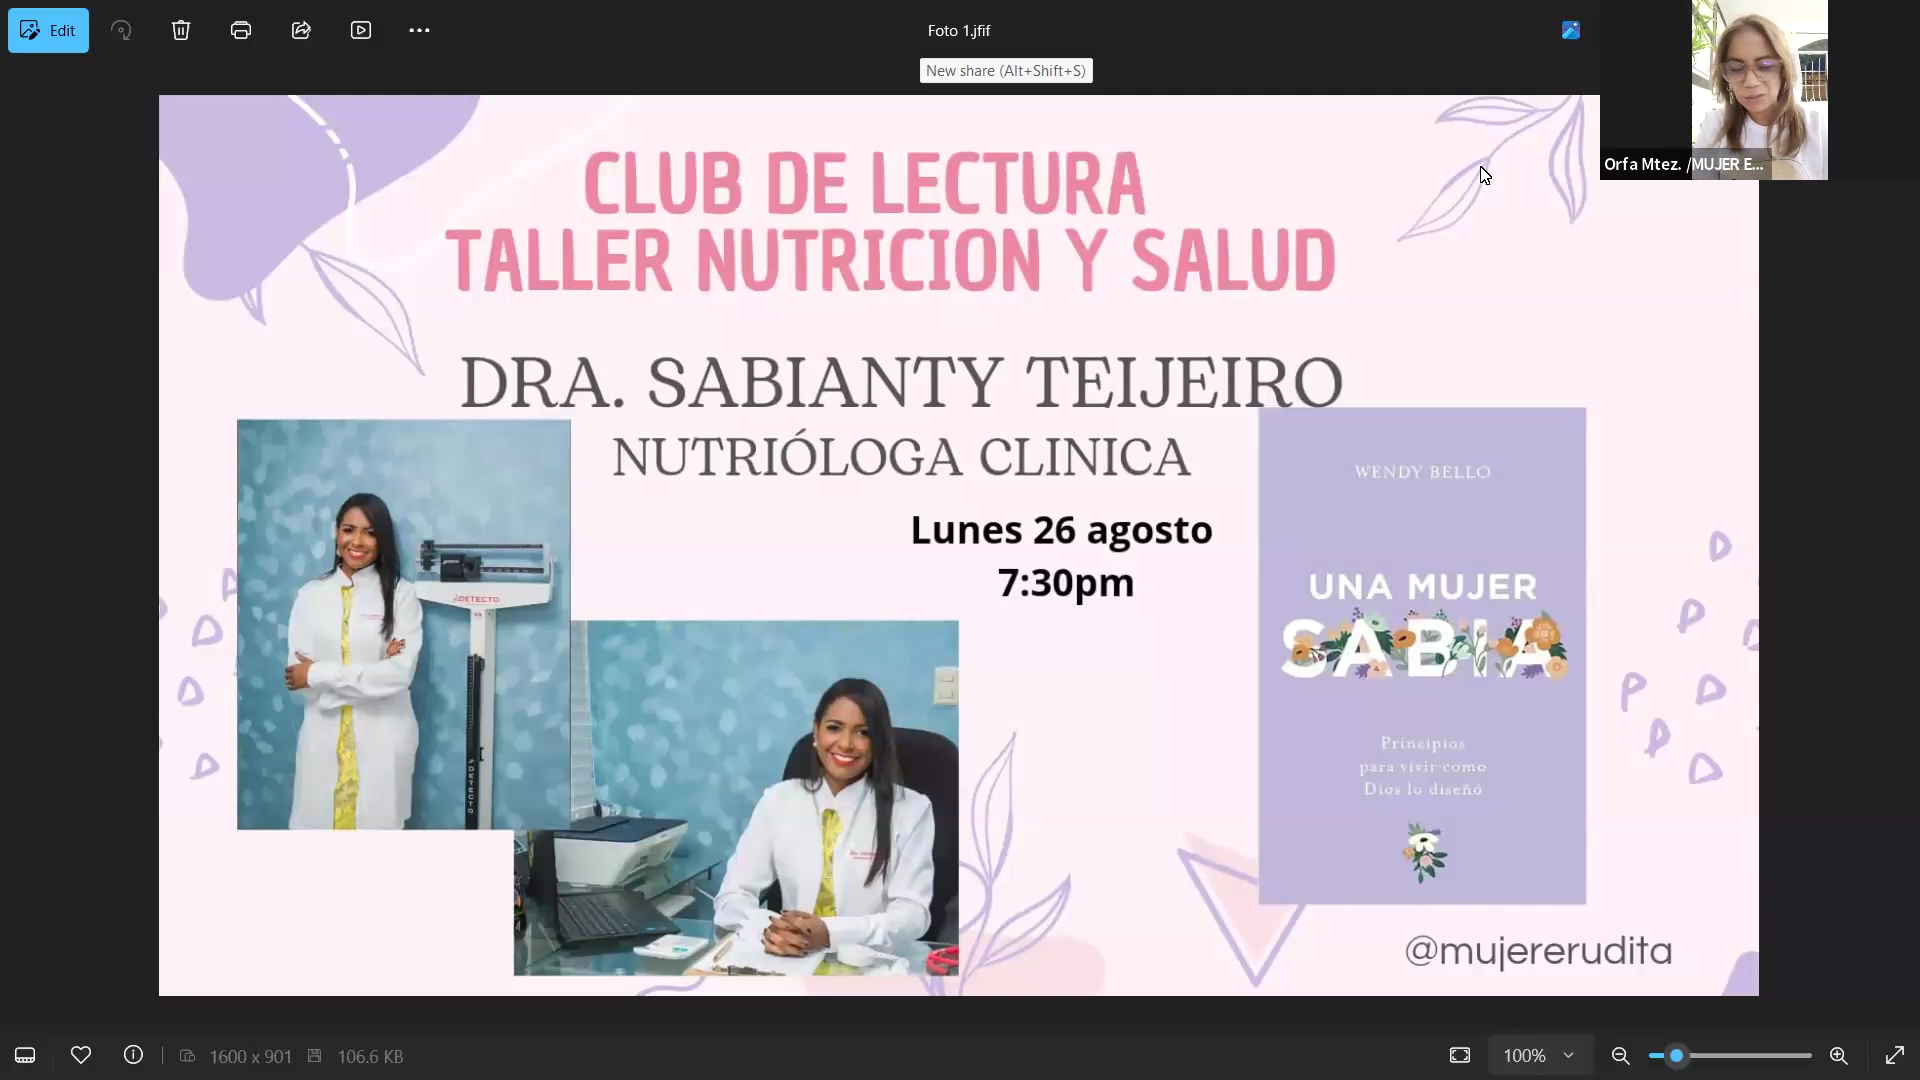 Edit
Foto 1.jfif
New share (Alt+Shift+S)
Orfa Mtez. /MUJER E...
CLUB DE LECTURA
TALLER NUTRICION Y SALUD
DRA. SABIANTY TEIJEIRO
NUTRIÓLOGA CLINICA
Lunes 26 agosto
7:30pm
DETECTO
DETECTO
WENDY BELLO
UNA MUJER
SABIA
Principios
para vivir como
Dios lo diseñó
@mujererudita
1600 x 901
106.6 KB
100%